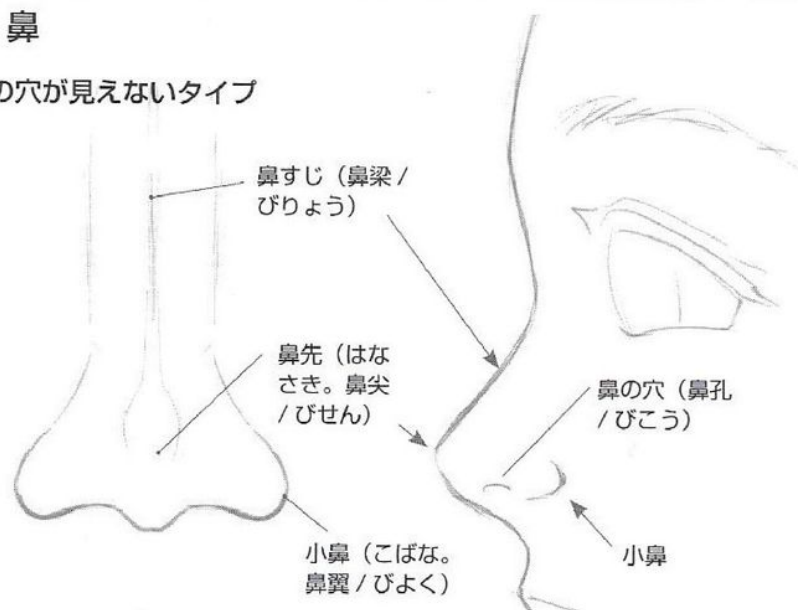 鼻
の穴が見えないタイプ
鼻すじ（鼻梁 /
びりょう）
鼻先（はな
さき。鼻尖
/ びせん）
鼻の穴（鼻孔
/ びこう）
小鼻（こばな。
鼻翼 / びよく）
小鼻